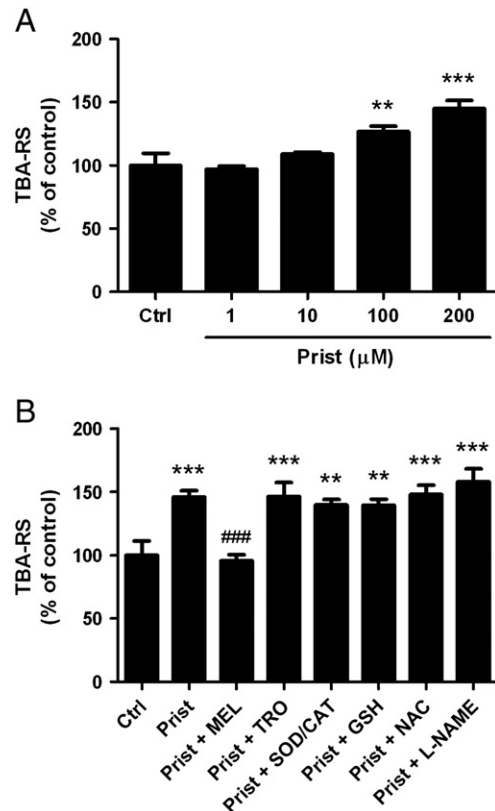 A
TBA-RS
(% of control)
200
150
100
50
0
**
***
Ctrl
1
10
100
200
Prist (μM)
B
TBA-RS
(% of control)
200
150
100
50
0
***
###
***
**
**
***
***
Ctrl
Prist
Prist + MEL
Prist + TRO
Prist + SOD/CAT
Prist + GSH
Prist + NAC
Prist + L-NAME